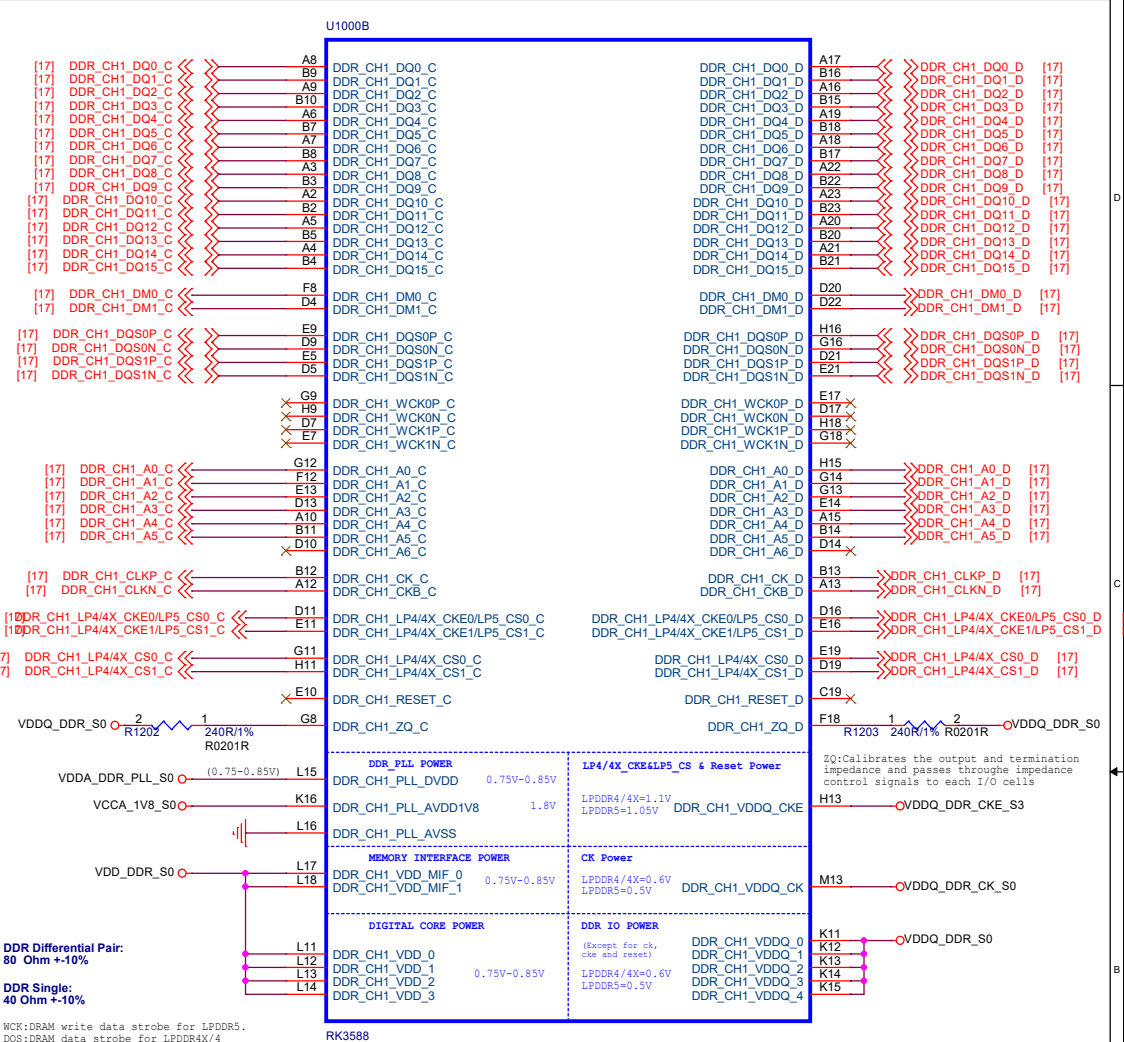 U1000B
[17] DDR_CH1_DQ0_C A8 DDR_CH1_DQ0_C DDR_CH1_DQ0_D A17 DDR_CH1_DQ0_D [17]
[17] DDR_CH1_DQ1_C B9 DDR_CH1_DQ1_C DDR_CH1_DQ1_D B16 DDR_CH1_DQ1_D [17]
[17] DDR_CH1_DQ2_C A9 DDR_CH1_DQ2_C DDR_CH1_DQ2_D A16 DDR_CH1_DQ2_D [17]
[17] DDR_CH1_DQ3_C B10 DDR_CH1_DQ3_C DDR_CH1_DQ3_D B15 DDR_CH1_DQ3_D [17]
[17] DDR_CH1_DQ4_C A6 DDR_CH1_DQ4_C DDR_CH1_DQ4_D A19 DDR_CH1_DQ4_D [17]
[17] DDR_CH1_DQ5_C B7 DDR_CH1_DQ5_C DDR_CH1_DQ5_D B18 DDR_CH1_DQ5_D [17]
[17] DDR_CH1_DQ6_C A7 DDR_CH1_DQ6_C DDR_CH1_DQ6_D A18 DDR_CH1_DQ6_D [17]
[17] DDR_CH1_DQ7_C B8 DDR_CH1_DQ7_C DDR_CH1_DQ7_D B17 DDR_CH1_DQ7_D [17]
[17] DDR_CH1_DQ8_C A3 DDR_CH1_DQ8_C DDR_CH1_DQ8_D A22 DDR_CH1_DQ8_D [17]
[17] DDR_CH1_DQ9_C B3 DDR_CH1_DQ9_C DDR_CH1_DQ9_D B22 DDR_CH1_DQ9_D [17]
[17] DDR_CH1_DQ10_C A2 DDR_CH1_DQ10_C DDR_CH1_DQ10_D A23 DDR_CH1_DQ10_D [17]
[17] DDR_CH1_DQ11_C B2 DDR_CH1_DQ11_C DDR_CH1_DQ11_D B23 DDR_CH1_DQ11_D [17]
[17] DDR_CH1_DQ12_C A5 DDR_CH1_DQ12_C DDR_CH1_DQ12_D A20 DDR_CH1_DQ12_D [17]
[17] DDR_CH1_DQ13_C B5 DDR_CH1_DQ13_C DDR_CH1_DQ13_D B20 DDR_CH1_DQ13_D [17]
[17] DDR_CH1_DQ14_C A4 DDR_CH1_DQ14_C DDR_CH1_DQ14_D A21 DDR_CH1_DQ14_D [17]
[17] DDR_CH1_DQ15_C B4 DDR_CH1_DQ15_C DDR_CH1_DQ15_D B21 DDR_CH1_DQ15_D [17]
D
[17] DDR_CH1_DM0_C F8 DDR_CH1_DM0_C DDR_CH1_DM0_D D20 DDR_CH1_DM0_D [17]
[17] DDR_CH1_DM1_C D4 DDR_CH1_DM1_C DDR_CH1_DM1_D D22 DDR_CH1_DM1_D [17]
[17] DDR_CH1_DQS0P_C E9 DDR_CH1_DQS0P_C DDR_CH1_DQS0P_D H16 DDR_CH1_DQS0P_D [17]
[17] DDR_CH1_DQS0N_C D9 DDR_CH1_DQS0N_C DDR_CH1_DQS0N_D G16 DDR_CH1_DQS0N_D [17]
[17] DDR_CH1_DQS1P_C E5 DDR_CH1_DQS1P_C DDR_CH1_DQS1P_D D21 DDR_CH1_DQS1P_D [17]
[17] DDR_CH1_DQS1N_C D5 DDR_CH1_DQS1N_C DDR_CH1_DQS1N_D E21 DDR_CH1_DQS1N_D [17]
G9 DDR_CH1_WCK0P_C DDR_CH1_WCK0P_D E17
H9 DDR_CH1_WCK0N_C DDR_CH1_WCK0N_D D17
D7 DDR_CH1_WCK1P_C DDR_CH1_WCK1P_D H18
E7 DDR_CH1_WCK1N_C DDR_CH1_WCK1N_D G18
[17] DDR_CH1_A0_C G12 DDR_CH1_A0_C DDR_CH1_A0_D H15 DDR_CH1_A0_D [17]
[17] DDR_CH1_A1_C F12 DDR_CH1_A1_C DDR_CH1_A1_D G14 DDR_CH1_A1_D [17]
[17] DDR_CH1_A2_C E13 DDR_CH1_A2_C DDR_CH1_A2_D G13 DDR_CH1_A2_D [17]
[17] DDR_CH1_A3_C D13 DDR_CH1_A3_C DDR_CH1_A3_D E14 DDR_CH1_A3_D [17]
[17] DDR_CH1_A4_C A10 DDR_CH1_A4_C DDR_CH1_A4_D A15 DDR_CH1_A4_D [17]
[17] DDR_CH1_A5_C B11 DDR_CH1_A5_C DDR_CH1_A5_D B14 DDR_CH1_A5_D [17]
D10 DDR_CH1_A6_C DDR_CH1_A6_D D14
[17] DDR_CH1_CLKP_C B12 DDR_CH1_CK_C DDR_CH1_CK_D B13 DDR_CH1_CLKP_D [17]
[17] DDR_CH1_CLKN_C A12 DDR_CH1_CKB_C DDR_CH1_CKB_D A13 DDR_CH1_CLKN_D [17]
C
DDR_CH1_LP4/4X_CKE0/LP5_CS0_C D11 DDR_CH1_LP4/4X_CKE0/LP5_CS0_C DDR_CH1_LP4/4X_CKE0/LP5_CS0_D D16 DDR_CH1_LP4/4X_CKE0/LP5_CS0_D
DDR_CH1_LP4/4X_CKE1/LP5_CS1_C E11 DDR_CH1_LP4/4X_CKE1/LP5_CS1_C DDR_CH1_LP4/4X_CKE1/LP5_CS1_D E16 DDR_CH1_LP4/4X_CKE1/LP5_CS1_D
7] DDR_CH1_LP4/4X_CS0_C G11 DDR_CH1_LP4/4X_CS0_C DDR_CH1_LP4/4X_CS0_D E19 DDR_CH1_LP4/4X_CS0_D [17]
7] DDR_CH1_LP4/4X_CS1_C H11 DDR_CH1_LP4/4X_CS1_C DDR_CH1_LP4/4X_CS1_D D19 DDR_CH1_LP4/4X_CS1_D [17]
E10 DDR_CH1_RESET_C DDR_CH1_RESET_D C19
VDDQ_DDR_S0 2 1 G8 DDR_CH1_ZQ_C DDR_CH1_ZQ_D F18 1 2 VDDQ_DDR_S0
R1202 240R/1% R1203 240R/1% R0201R
R0201R
ZQ:Calibrates the output and termination
impedance and passes throughe impedance
control signals to each I/O cells
DDR_PLL POWER LP4/4X_CKE&LP5_CS & Reset Power
VDDA_DDR_PLL_S0 (0.75-0.85V) L15 DDR_CH1_PLL_DVDD 0.75V-0.85V
VCCA_1V8_S0 K16 DDR_CH1_PLL_AVDD1V8 1.8V
LPDDR4/4X=1.1V
LPDDR5=1.05V
DDR_CH1_VDDQ_CKE H13 VDDQ_DDR_CKE_S3
L16 DDR_CH1_PLL_AVSS
MEMORY INTERFACE POWER CK Power
VDD_DDR_S0 L17 DDR_CH1_VDD_MIF_0
L18 DDR_CH1_VDD_MIF_1 0.75V-0.85V
LPDDR4/4X=0.6V
LPDDR5=0.5V
DDR_CH1_VDDQ_CK M13 VDDQ_DDR_CK_S0
DIGITAL CORE POWER DDR IO POWER
(Except for ck,
cke and reset)
L11 DDR_CH1_VDD_0
L12 DDR_CH1_VDD_1
L13 DDR_CH1_VDD_2
L14 DDR_CH1_VDD_3
0.75V-0.85V
LPDDR4/4X=0.6V
LPDDR5=0.5V
DDR_CH1_VDDQ_0 K11 VDDQ_DDR_S0
DDR_CH1_VDDQ_1 K12
DDR_CH1_VDDQ_2 K13
DDR_CH1_VDDQ_3 K14
DDR_CH1_VDDQ_4 K15
B
DDR Differential Pair:
80 Ohm +-10%
DDR Single:
40 Ohm +-10%
WCK:DRAM write data strobe for LPDDR5.
DQS:DRAM data strobe for LPDDR4X/4
RK3588